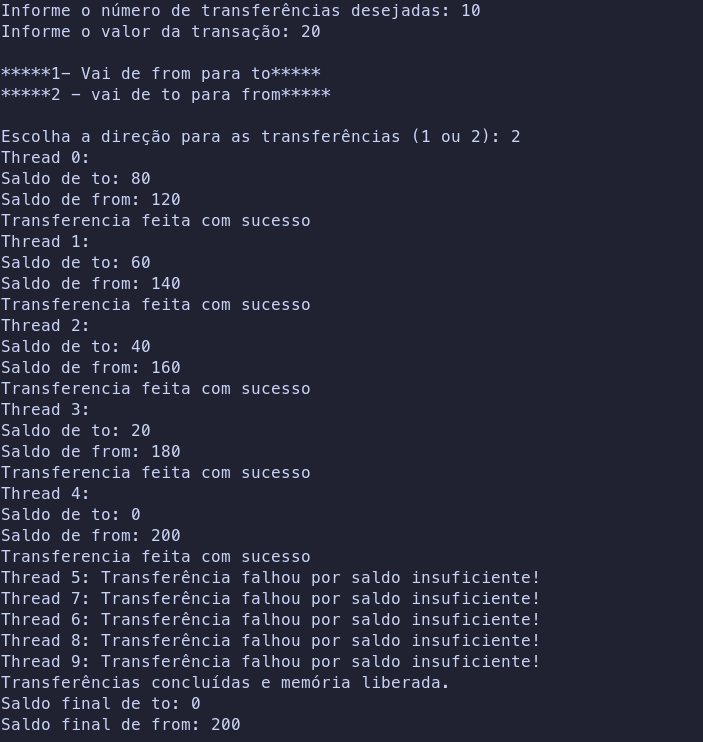 Informe o número de transferências desejadas: 10
Informe o valor da transação: 20
*****1- Vai de from para to*****
*****2 - vai de to para from*****
Escolha a direção para as transferências (1 ou 2): 2
Thread 0:
Saldo de to: 80
Saldo de from: 120
Transferencia feita com sucesso
Thread 1:
Saldo de to: 60
Saldo de from: 140
Transferencia feita com sucesso
Thread 2:
Saldo de to: 40
Saldo de from: 160
Transferencia feita com sucesso
Thread 3:
Saldo de to: 20
Saldo de from: 180
Transferencia feita com sucesso
Thread 4:
Saldo de to: 0
Saldo de from: 200
Transferencia feita com sucesso
Thread 5: Transferência falhou por saldo insuficiente!
Thread 7: Transferência falhou por saldo insuficiente!
Thread 6: Transferência falhou por saldo insuficiente!
Thread 8: Transferência falhou por saldo insuficiente!
Thread 9: Transferência falhou por saldo insuficiente!
Transferências concluídas e memória liberada.
Saldo final de to: 0
Saldo final de from: 200